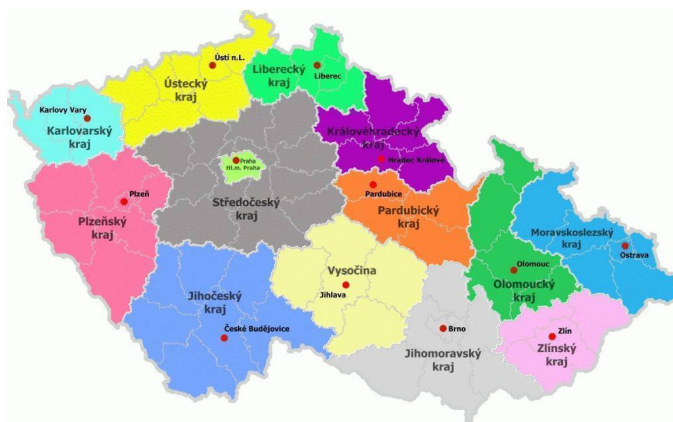 Ústí n.L.
Ústecký
kraj
Liberecký
kraj
Liberec
Karlovy Vary
Karlovarský
kraj
Královehradecký
kraj
Hradec Králové
Praha
Hl.m. Praha
Středočeský
kraj
Plzeň
Plzeňský
kraj
Pardubice
Pardubický
kraj
Moravskoslezský
kraj
Ostrava
Olomouc
Olomoucký
kraj
Vysočina
Jihlava
Jihočeský
kraj
České Budějovice
Brno
Jihomoravský
kraj
Zlín
Zlínský
kraj